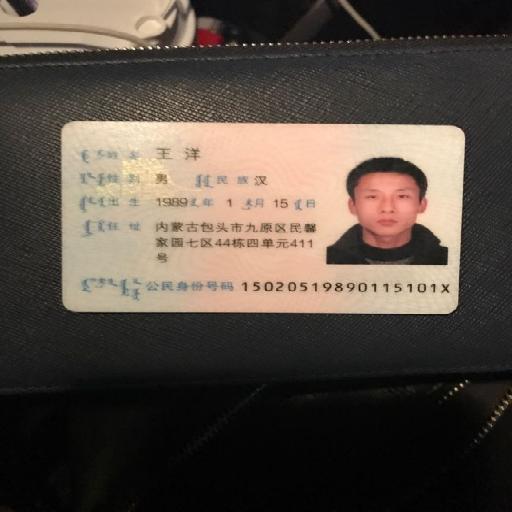 姓名 王洋
性别 男 民族 汉
出生 1989 年 1 月 15 日
住址 内蒙古包头市九原区民馨
家园七区44栋四单元411
号
公民身份号码 15020519890115101X